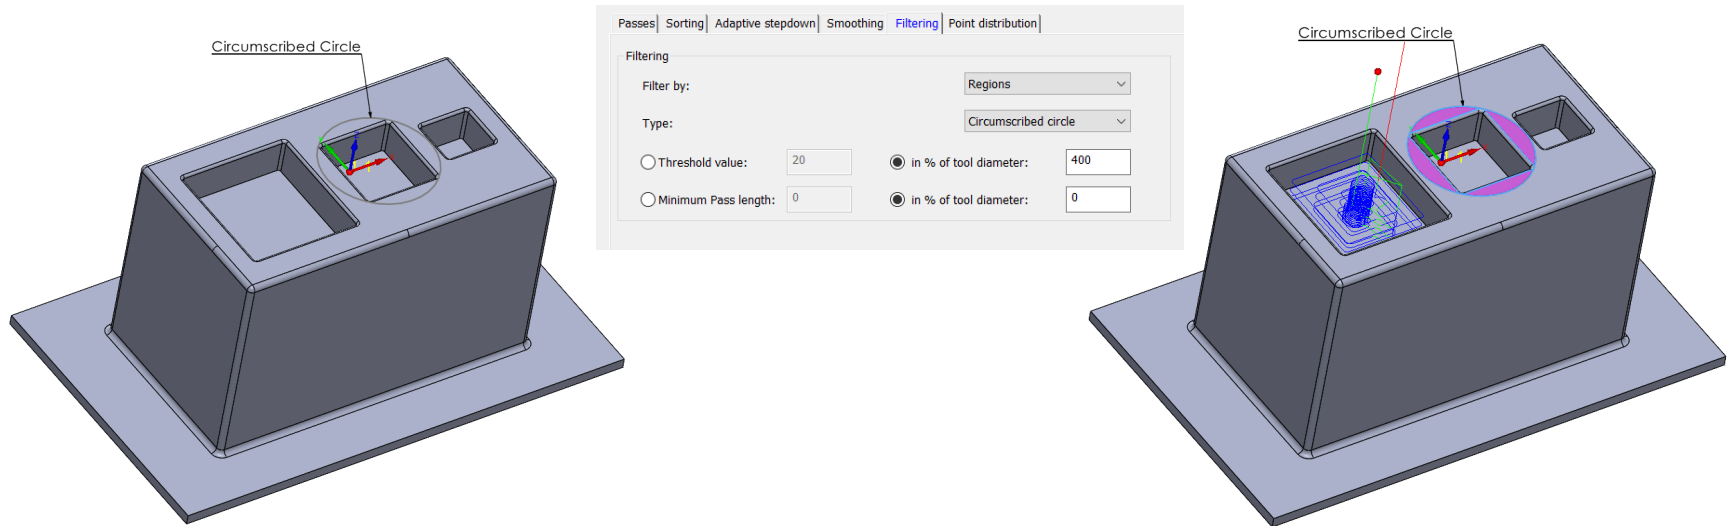 Circumscribed Circle
Passes Sorting Adaptive stepdown Smoothing Filtering Point distribution
Filtering
Filter by: Regions
Type: Circumscribed circle
Threshold value: 20 in % of tool diameter: 400
Minimum Pass length: 0 in % of tool diameter: 0
Circumscribed Circle